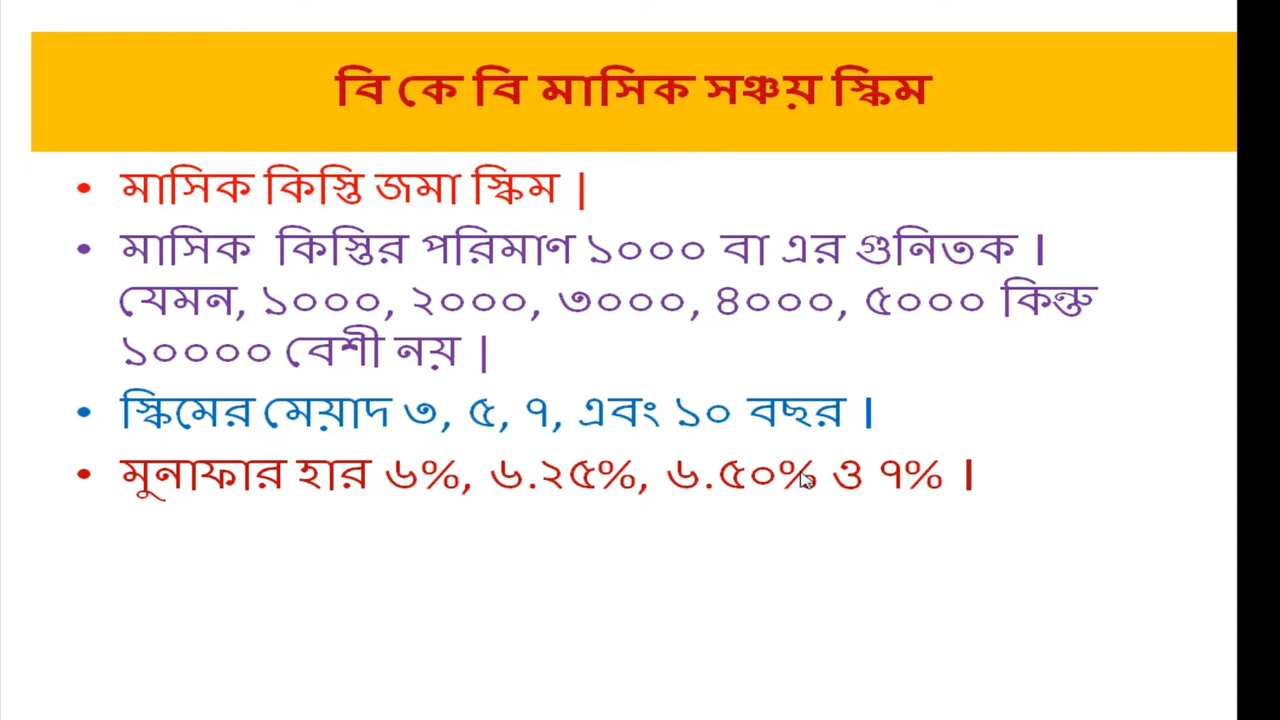 বি কে বি মাসিক সঞ্চয় স্কিম
• মাসিক কিস্তি জমা স্কিম |
• মাসিক কিস্তির পরিমাণ ১০০০ বা এর গুনিতক ।
যেমন, ১০০০, ২০০০, ৩০০০, ৪০০০, ৫০০০ কিন্তু
১০০০০ বেশী নয় |
• স্কিমের মেয়াদ ৩, ৫, ৭, এবং ১০ বছর ।
• মুনাফার হার ৬%, ৬.২৫%, ৬.৫০% ও ৭% ।